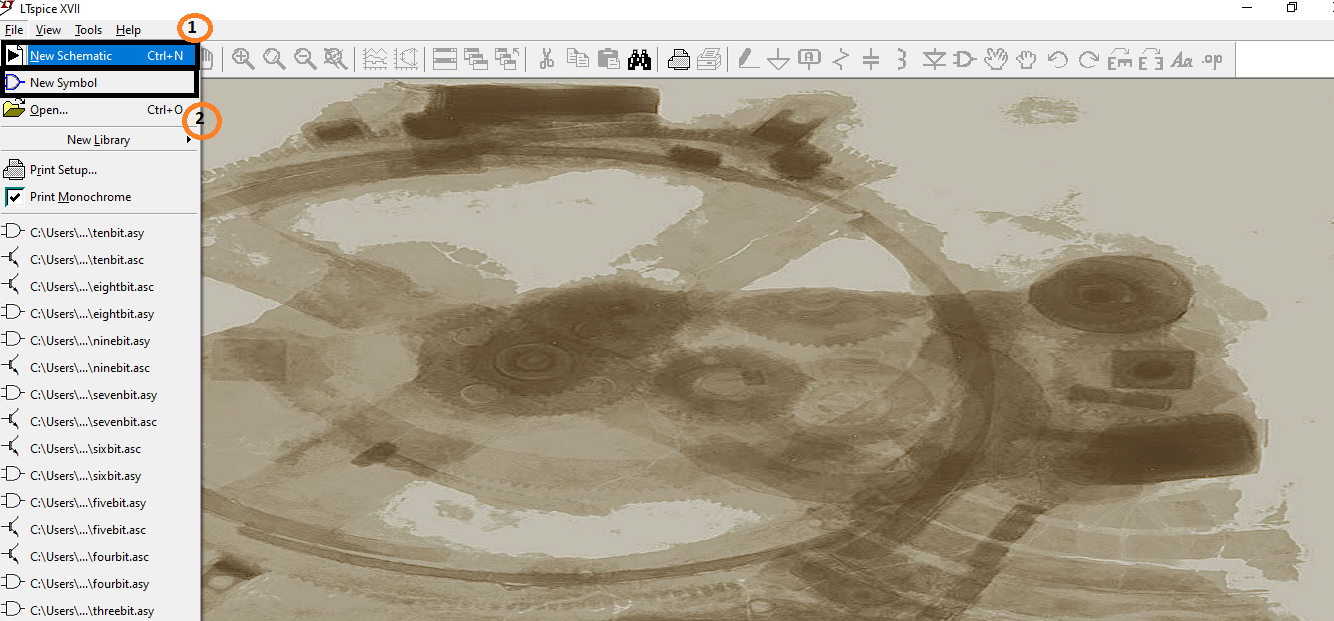 LTspice XVII
File View Tools Help
1
New Schematic Ctrl+N
New Symbol
Open... Ctrl+O
2
New Library
Print Setup...
Print Monochrome
C:\Users\...\tenbit.asy
C:\Users\...\tenbit.asc
C:\Users\...\eightbit.asc
C:\Users\...\eightbit.asy
C:\Users\...\ninebit.asy
C:\Users\...\ninebit.asc
C:\Users\...\sevenbit.asy
C:\Users\...\sevenbit.asc
C:\Users\...\sixbit.asc
C:\Users\...\sixbit.asy
C:\Users\...\fivebit.asy
C:\Users\...\fivebit.asc
C:\Users\...\fourbit.asc
C:\Users\...\fourbit.asy
C:\Users\...\threebit.asy
Aa .op